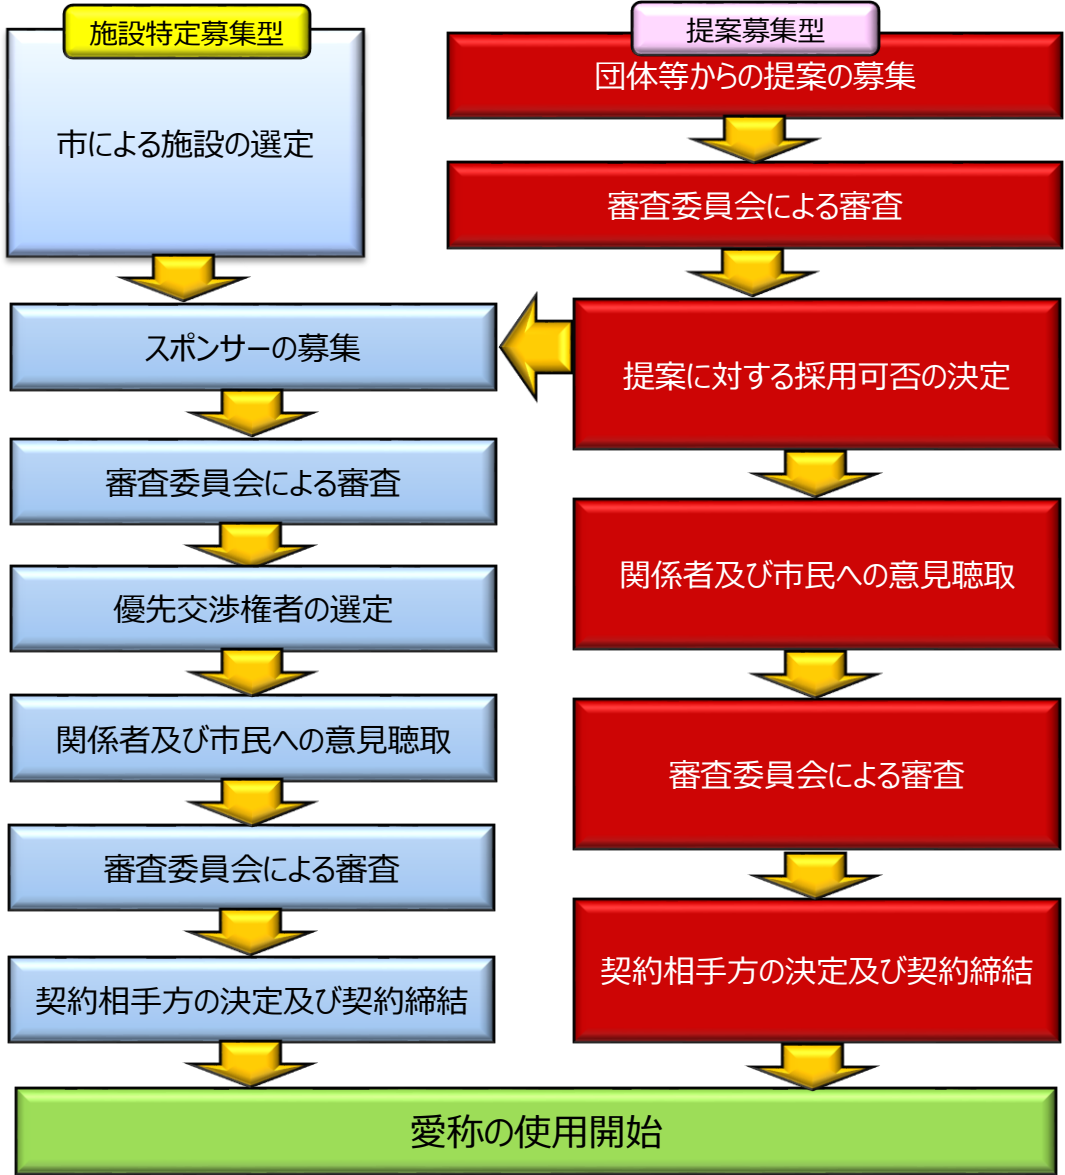 施設特定募集型
市による施設の選定
スポンサーの募集
審査委員会による審査
優先交渉権者の選定
関係者及び市民への意見聴取
審査委員会による審査
契約相手方の決定及び契約締結
提案募集型
団体等からの提案の募集
審査委員会による審査
提案に対する採用可否の決定
関係者及び市民への意見聴取
審査委員会による審査
契約相手方の決定及び契約締結
愛称の使用開始